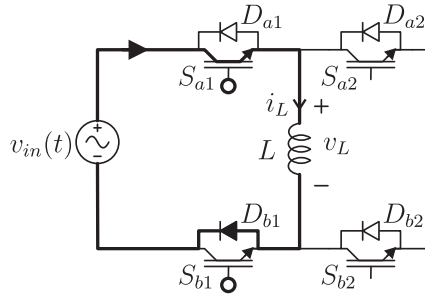 D_{a1} D_{a2}
S_{a1} S_{a2}
i_L +
v_{in}(t) + L v_L
− −
D_{b1} D_{b2}
S_{b1} S_{b2}